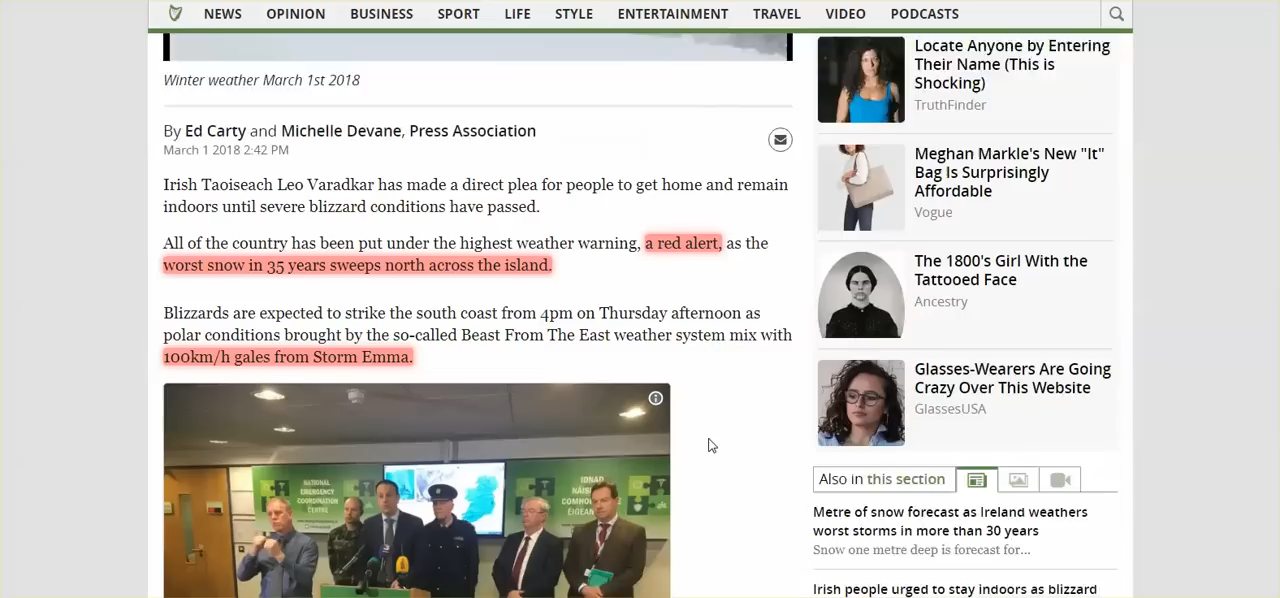 NEWS OPINION BUSINESS SPORT LIFE STYLE ENTERTAINMENT TRAVEL VIDEO PODCASTS
Winter weather March 1st 2018
By Ed Carty and Michelle Devane, Press Association
March 1 2018 2:42 PM
Irish Taoiseach Leo Varadkar has made a direct plea for people to get home and remain
indoors until severe blizzard conditions have passed.
All of the country has been put under the highest weather warning, a red alert, as the
worst snow in 35 years sweeps north across the island.
Blizzards are expected to strike the south coast from 4pm on Thursday afternoon as
polar conditions brought by the so-called Beast From The East weather system mix with
100km/h gales from Storm Emma.
NATIONAL
EMERGENCY
COORDINATION
CENTRE
Locate Anyone by Entering
Their Name (This is
Shocking)
TruthFinder
Meghan Markle's New "It"
Bag Is Surprisingly
Affordable
Vogue
The 1800's Girl With the
Tattooed Face
Ancestry
Glasses-Wearers Are Going
Crazy Over This Website
GlassesUSA
Also in this section
Metre of snow forecast as Ireland weathers
worst storms in more than 30 years
Snow one metre deep is forecast for...
Irish people urged to stay indoors as blizzard